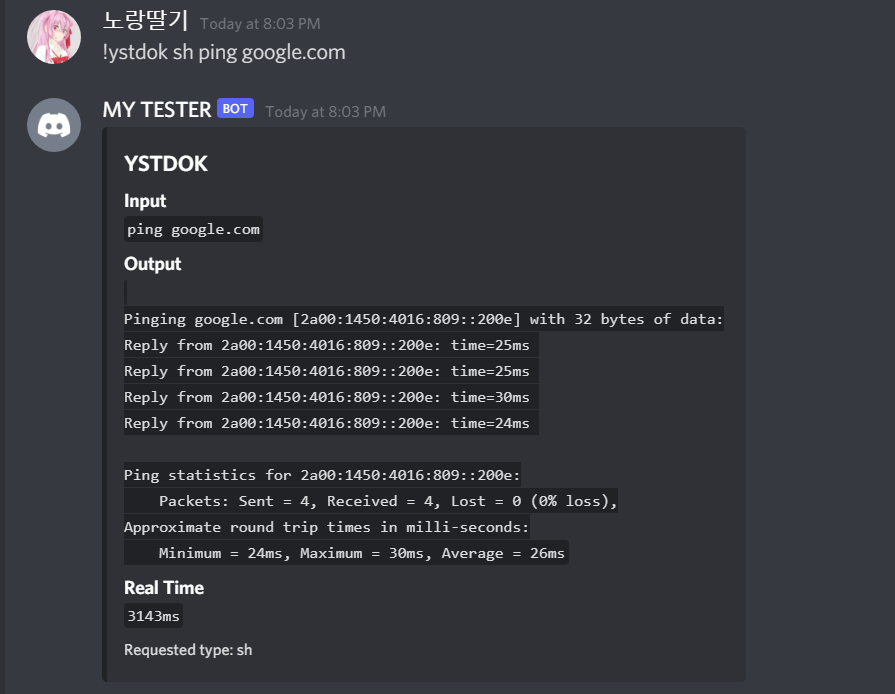 노랑딸기 Today at 8:03 PM
!ystdok sh ping google.com
MY TESTER BOT Today at 8:03 PM
YSTDOK
Input
ping google.com
Output
Pinging google.com [2a00:1450:4016:809::200e] with 32 bytes of data:
Reply from 2a00:1450:4016:809::200e: time=25ms
Reply from 2a00:1450:4016:809::200e: time=25ms
Reply from 2a00:1450:4016:809::200e: time=30ms
Reply from 2a00:1450:4016:809::200e: time=24ms
Ping statistics for 2a00:1450:4016:809::200e:
Packets: Sent = 4, Received = 4, Lost = 0 (0% loss),
Approximate round trip times in milli-seconds:
Minimum = 24ms, Maximum = 30ms, Average = 26ms
Real Time
3143ms
Requested type: sh